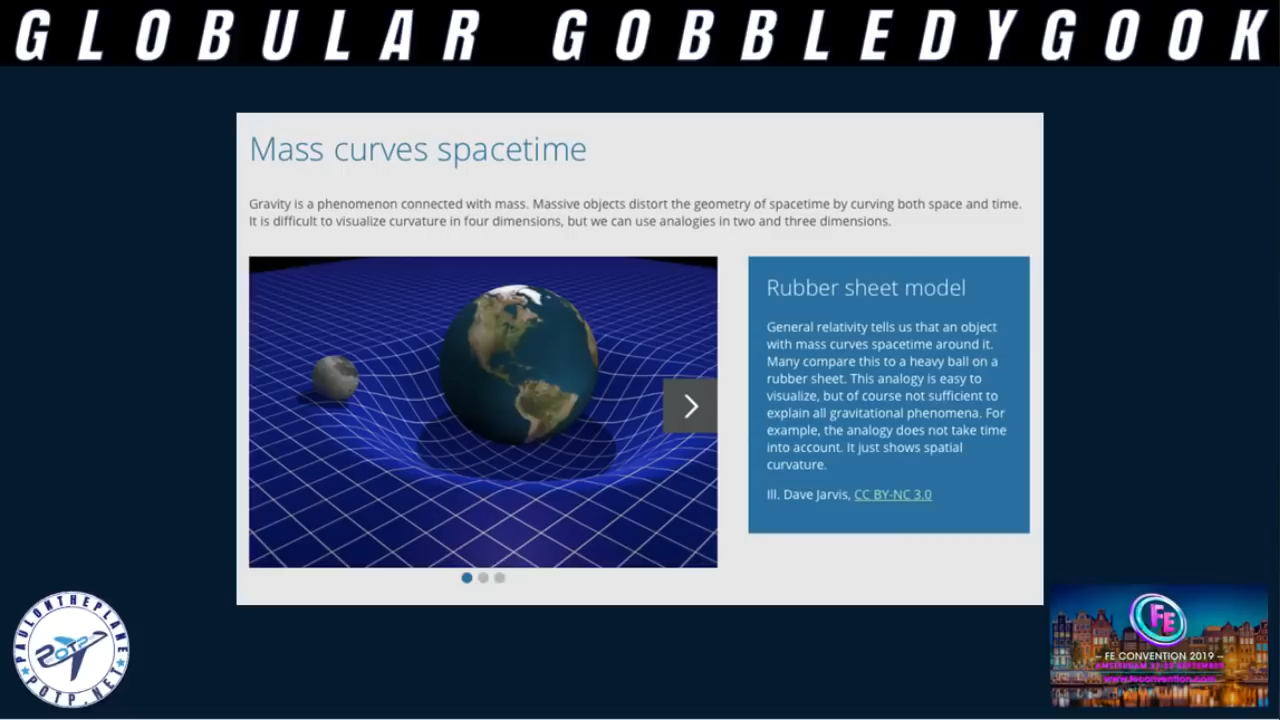 GLOBULAR GOBBLEDYGOOK
Mass curves spacetime
Gravity is a phenomenon connected with mass. Massive objects distort the geometry of spacetime by curving both space and time.
It is difficult to visualize curvature in four dimensions, but we can use analogies in two and three dimensions.
Rubber sheet model
General relativity tells us that an object
with mass curves spacetime around it.
Many compare this to a heavy ball on a
rubber sheet. This analogy is easy to
visualize, but of course not sufficient to
explain all gravitational phenomena. For
example, the analogy does not take time
into account. It just shows spatial
curvature.
Ill. Dave Jarvis, CC BY-NC 3.0
PAULONTHEPLANE
POTP
POTP.NET
FE
– FE CONVENTION 2019 –
AMSTERDAM SEPTEMBER
www.feconvention.com